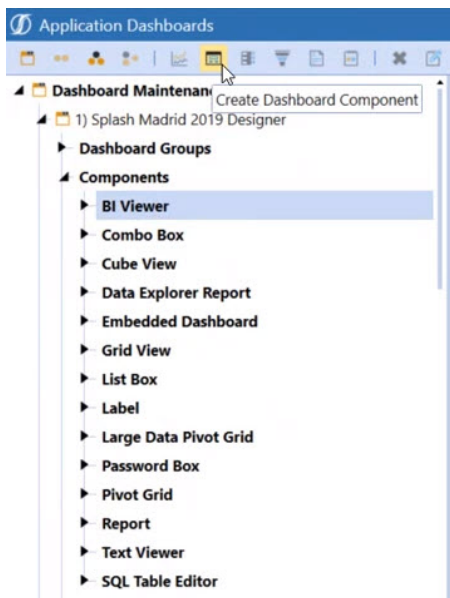 Application Dashboards
Create Dashboard Component
Dashboard Maintenan
1) Splash Madrid 2019 Designer
Dashboard Groups
Components
BI Viewer
Combo Box
Cube View
Data Explorer Report
Embedded Dashboard
Grid View
List Box
Label
Large Data Pivot Grid
Password Box
Pivot Grid
Report
Text Viewer
SQL Table Editor